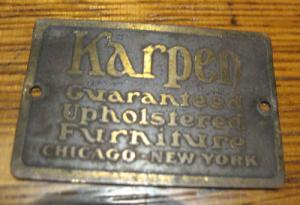 Karpen
Guaranteed
Upholstered
Furniture
CHICAGO-NEW YORK